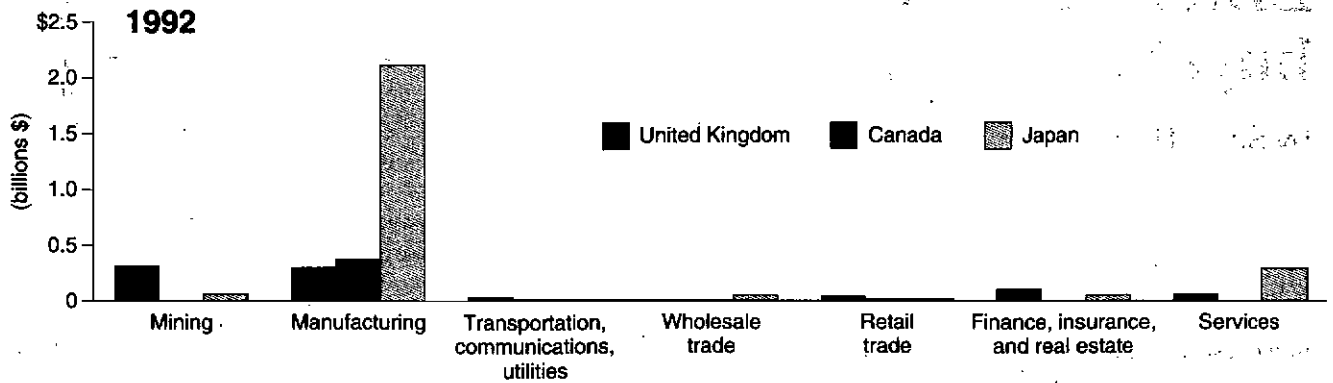 1992
$2.5
2.0
1.5
1.0
0.5
0
(billions $)
United Kingdom
Canada
Japan
Mining
Manufacturing
Transportation,
communications,
utilities
Wholesale
trade
Retail
trade
Finance, insurance,
and real estate
Services